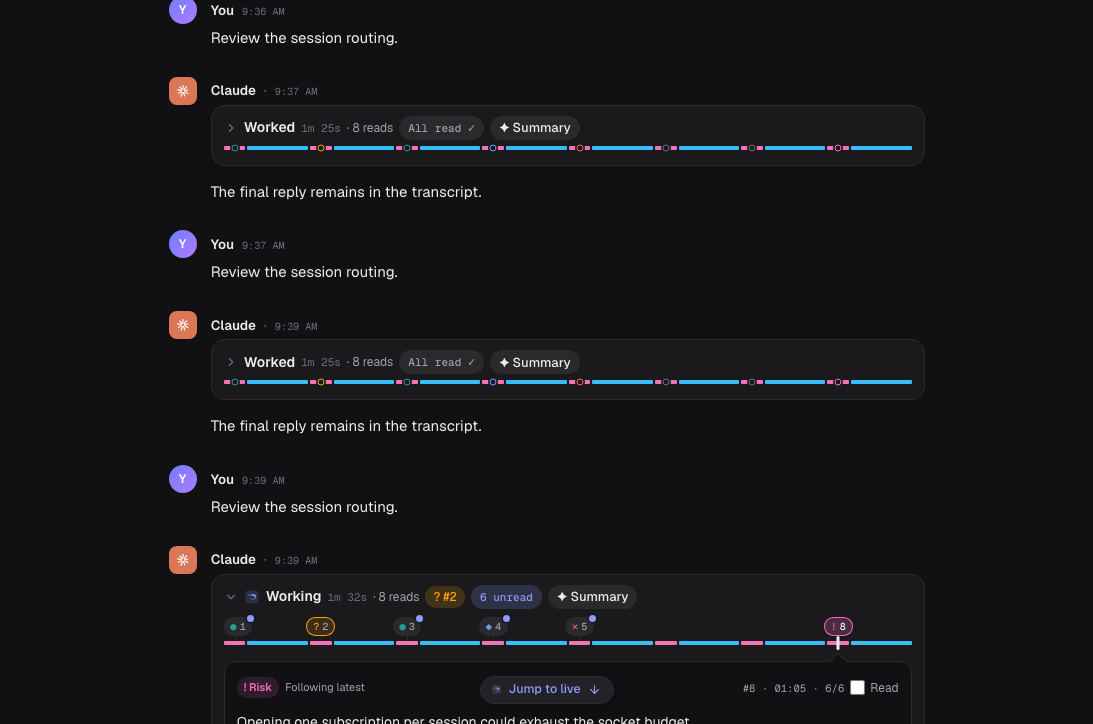 Y You 9:36 AM
Review the session routing.
Claude · 9:37 AM
Worked 1m 25s · 8 reads All read ✓ ✦ Summary
The final reply remains in the transcript.
Y You 9:37 AM
Review the session routing.
Claude · 9:39 AM
Worked 1m 25s · 8 reads All read ✓ ✦ Summary
The final reply remains in the transcript.
Y You 9:39 AM
Review the session routing.
Claude · 9:39 AM
Working 1m 32s · 8 reads ? #2 6 unread ✦ Summary
● 1 ? 2 ● 3 ◆ 4 × 5 ! 8
! Risk Following latest Jump to live ↓ #8 · 01:05 · 6/6 Read
Opening one subscription per session could exhaust the socket budget.